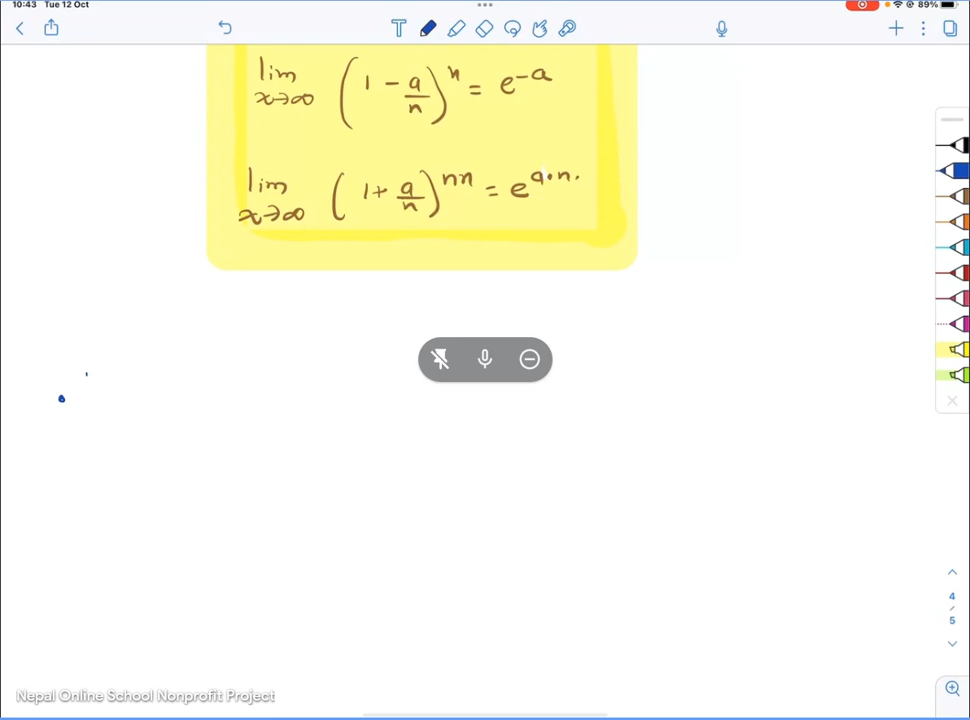 10:43 Tue 12 Oct
89%
lim x→∞ (1 - a/n)^n = e^-a
lim x→∞ (1 + a/n)^nn = e^a·n.
4
/
5
Nepal Online School Nonprofit Project